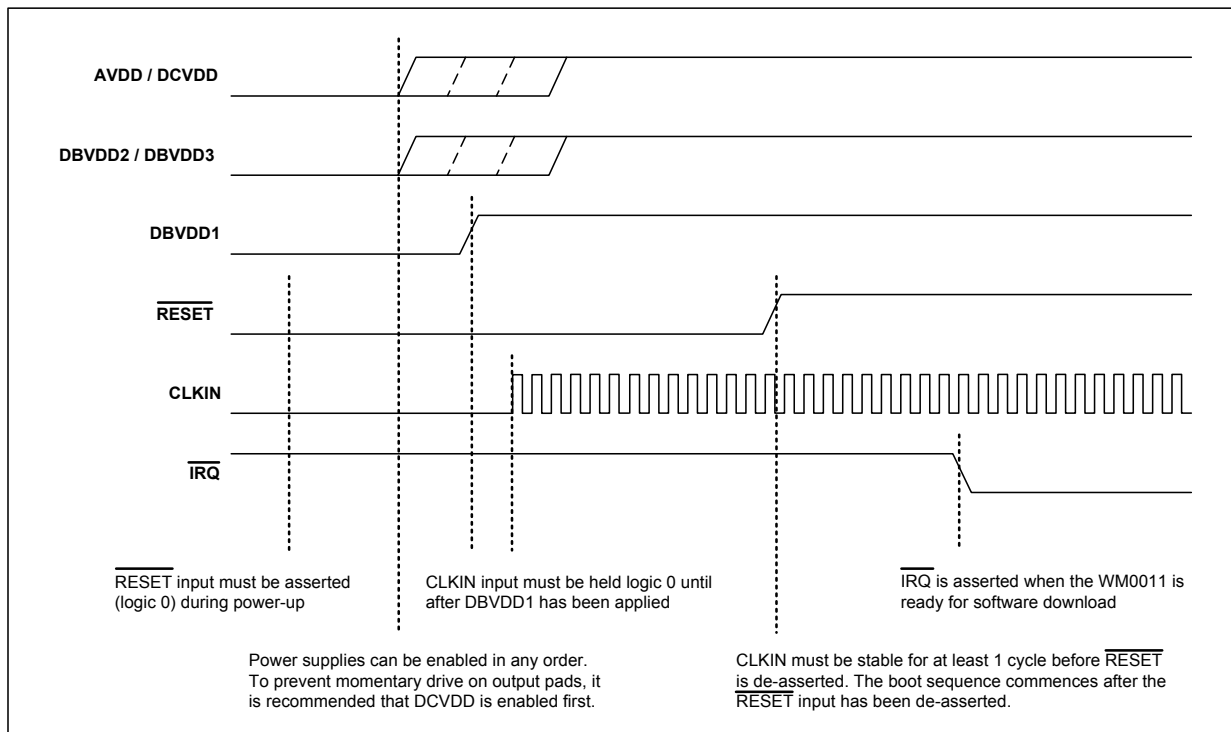 AVDD / DCVDD
DBVDD2 / DBVDD3
DBVDD1
RESET
CLKIN
IRQ
RESET input must be asserted
(logic 0) during power-up
CLKIN input must be held logic 0 until
after DBVDD1 has been applied
IRQ is asserted when the WM0011 is
ready for software download
Power supplies can be enabled in any order.
To prevent momentary drive on output pads, it
is recommended that DCVDD is enabled first.
CLKIN must be stable for at least 1 cycle before RESET
is de-asserted. The boot sequence commences after the
RESET input has been de-asserted.